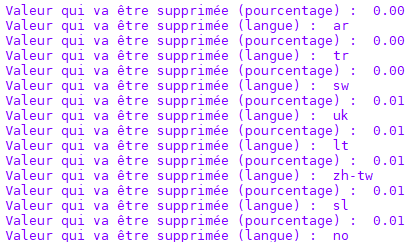 Valeur qui va être supprimée (pourcentage) :  0.00
Valeur qui va être supprimée (langue) :  ar
Valeur qui va être supprimée (pourcentage) :  0.00
Valeur qui va être supprimée (langue) :  tr
Valeur qui va être supprimée (pourcentage) :  0.00
Valeur qui va être supprimée (langue) :  sw
Valeur qui va être supprimée (pourcentage) :  0.01
Valeur qui va être supprimée (langue) :  uk
Valeur qui va être supprimée (pourcentage) :  0.01
Valeur qui va être supprimée (langue) :  lt
Valeur qui va être supprimée (pourcentage) :  0.01
Valeur qui va être supprimée (langue) :  zh-tw
Valeur qui va être supprimée (pourcentage) :  0.01
Valeur qui va être supprimée (langue) :  sl
Valeur qui va être supprimée (pourcentage) :  0.01
Valeur qui va être supprimée (langue) :  no